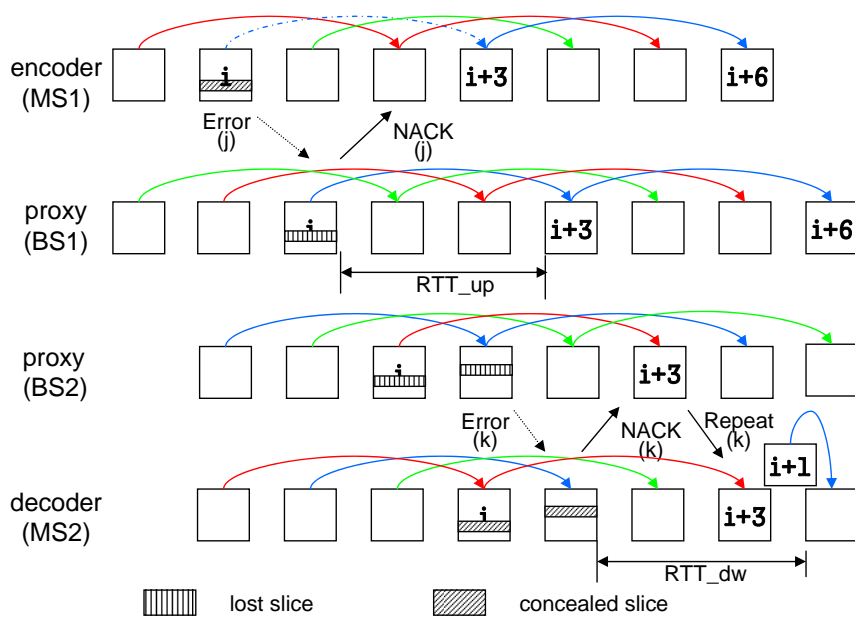 encoder
(MS1)
i
i+3
i+6
Error
(j)
NACK
(j)
proxy
(BS1)
i
i+3
i+6
RTT_up
proxy
(BS2)
i
i+3
Error
(k)
NACK
(k)
Repeat
(k)
i+1
decoder
(MS2)
i
i+3
RTT_dw
lost slice
concealed slice